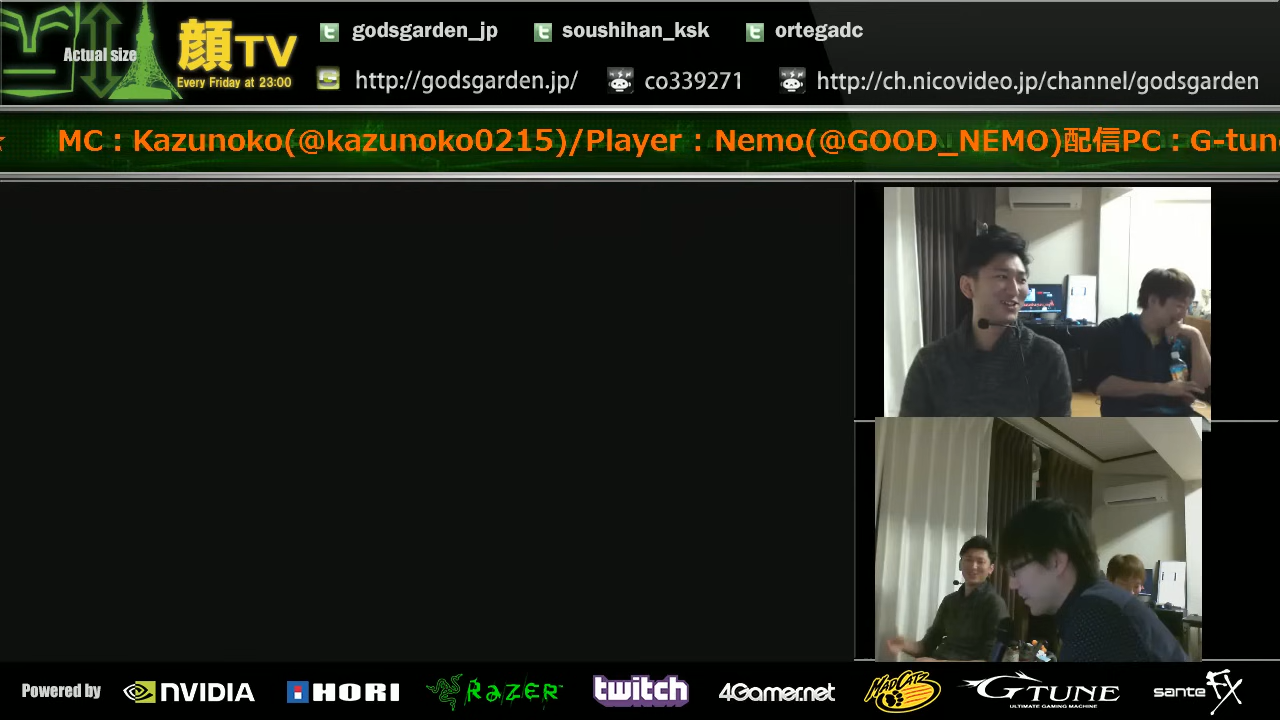 Actual size
顔TV
Every Friday at 23:00
godsgarden_jp
soushihan_ksk
ortegadc
http://godsgarden.jp/
co339271
http://ch.nicovideo.jp/channel/godsgarden
MC：Kazunoko(@kazunoko0215)/Player：Nemo(@GOOD_NEMO)配信PC：G-tun
Powered by
NVIDIA
HORI
RAZER
twitch
4Gamer.net
MAD CATZ
G TUNE
ULTIMATE GAMING MACHINE
sante FX